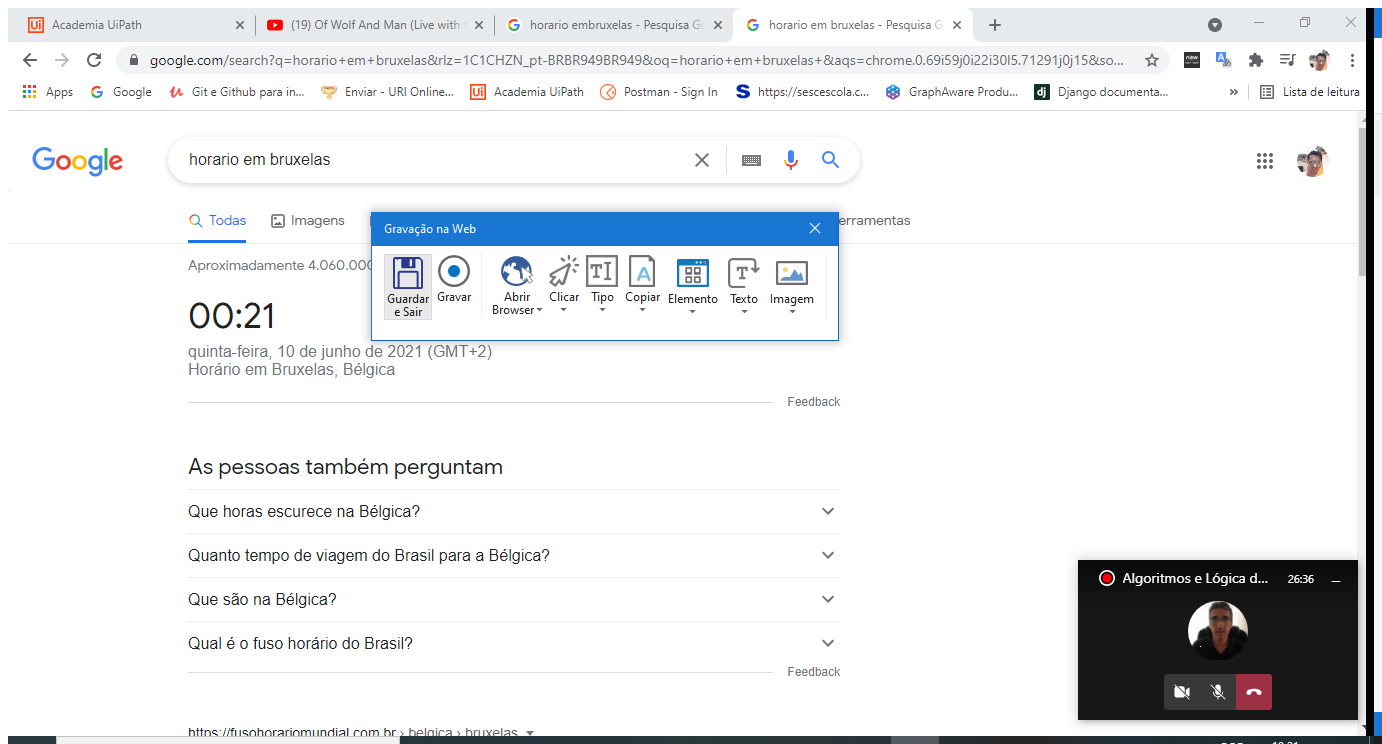 Academia UiPath
(19) Of Wolf And Man (Live with
horario embruxelas - Pesquisa Go
horario em bruxelas - Pesquisa G
google.com/search?q=horario+em+bruxelas&rlz=1C1CHZN_pt-BRBR949BR949&oq=horario+em+bruxelas+&aqs=chrome.0.69i59j0i22i30l5.71291j0j15&so...
Apps
Google
Git e Github para in...
Enviar - URI Online...
Academia UiPath
Postman - Sign In
https://sescescola.c...
GraphAware Produ...
Django documenta...
»
Lista de leitura
Google
horario em bruxelas
Todas
Imagens
erramentas
Gravação na Web
Guardar e Sair
Gravar
Abrir Browser
Clicar
Tipo
Copiar
Elemento
Texto
Imagem
Aproximadamente 4.060.000
00:21
quinta-feira, 10 de junho de 2021 (GMT+2)
Horário em Bruxelas, Bélgica
Feedback
As pessoas também perguntam
Que horas escurece na Bélgica?
Quanto tempo de viagem do Brasil para a Bélgica?
Que são na Bélgica?
Qual é o fuso horário do Brasil?
Feedback
https://fusohorariomundial.com.br › belgica › bruxelas
Algoritmos e Lógica d...
26:36